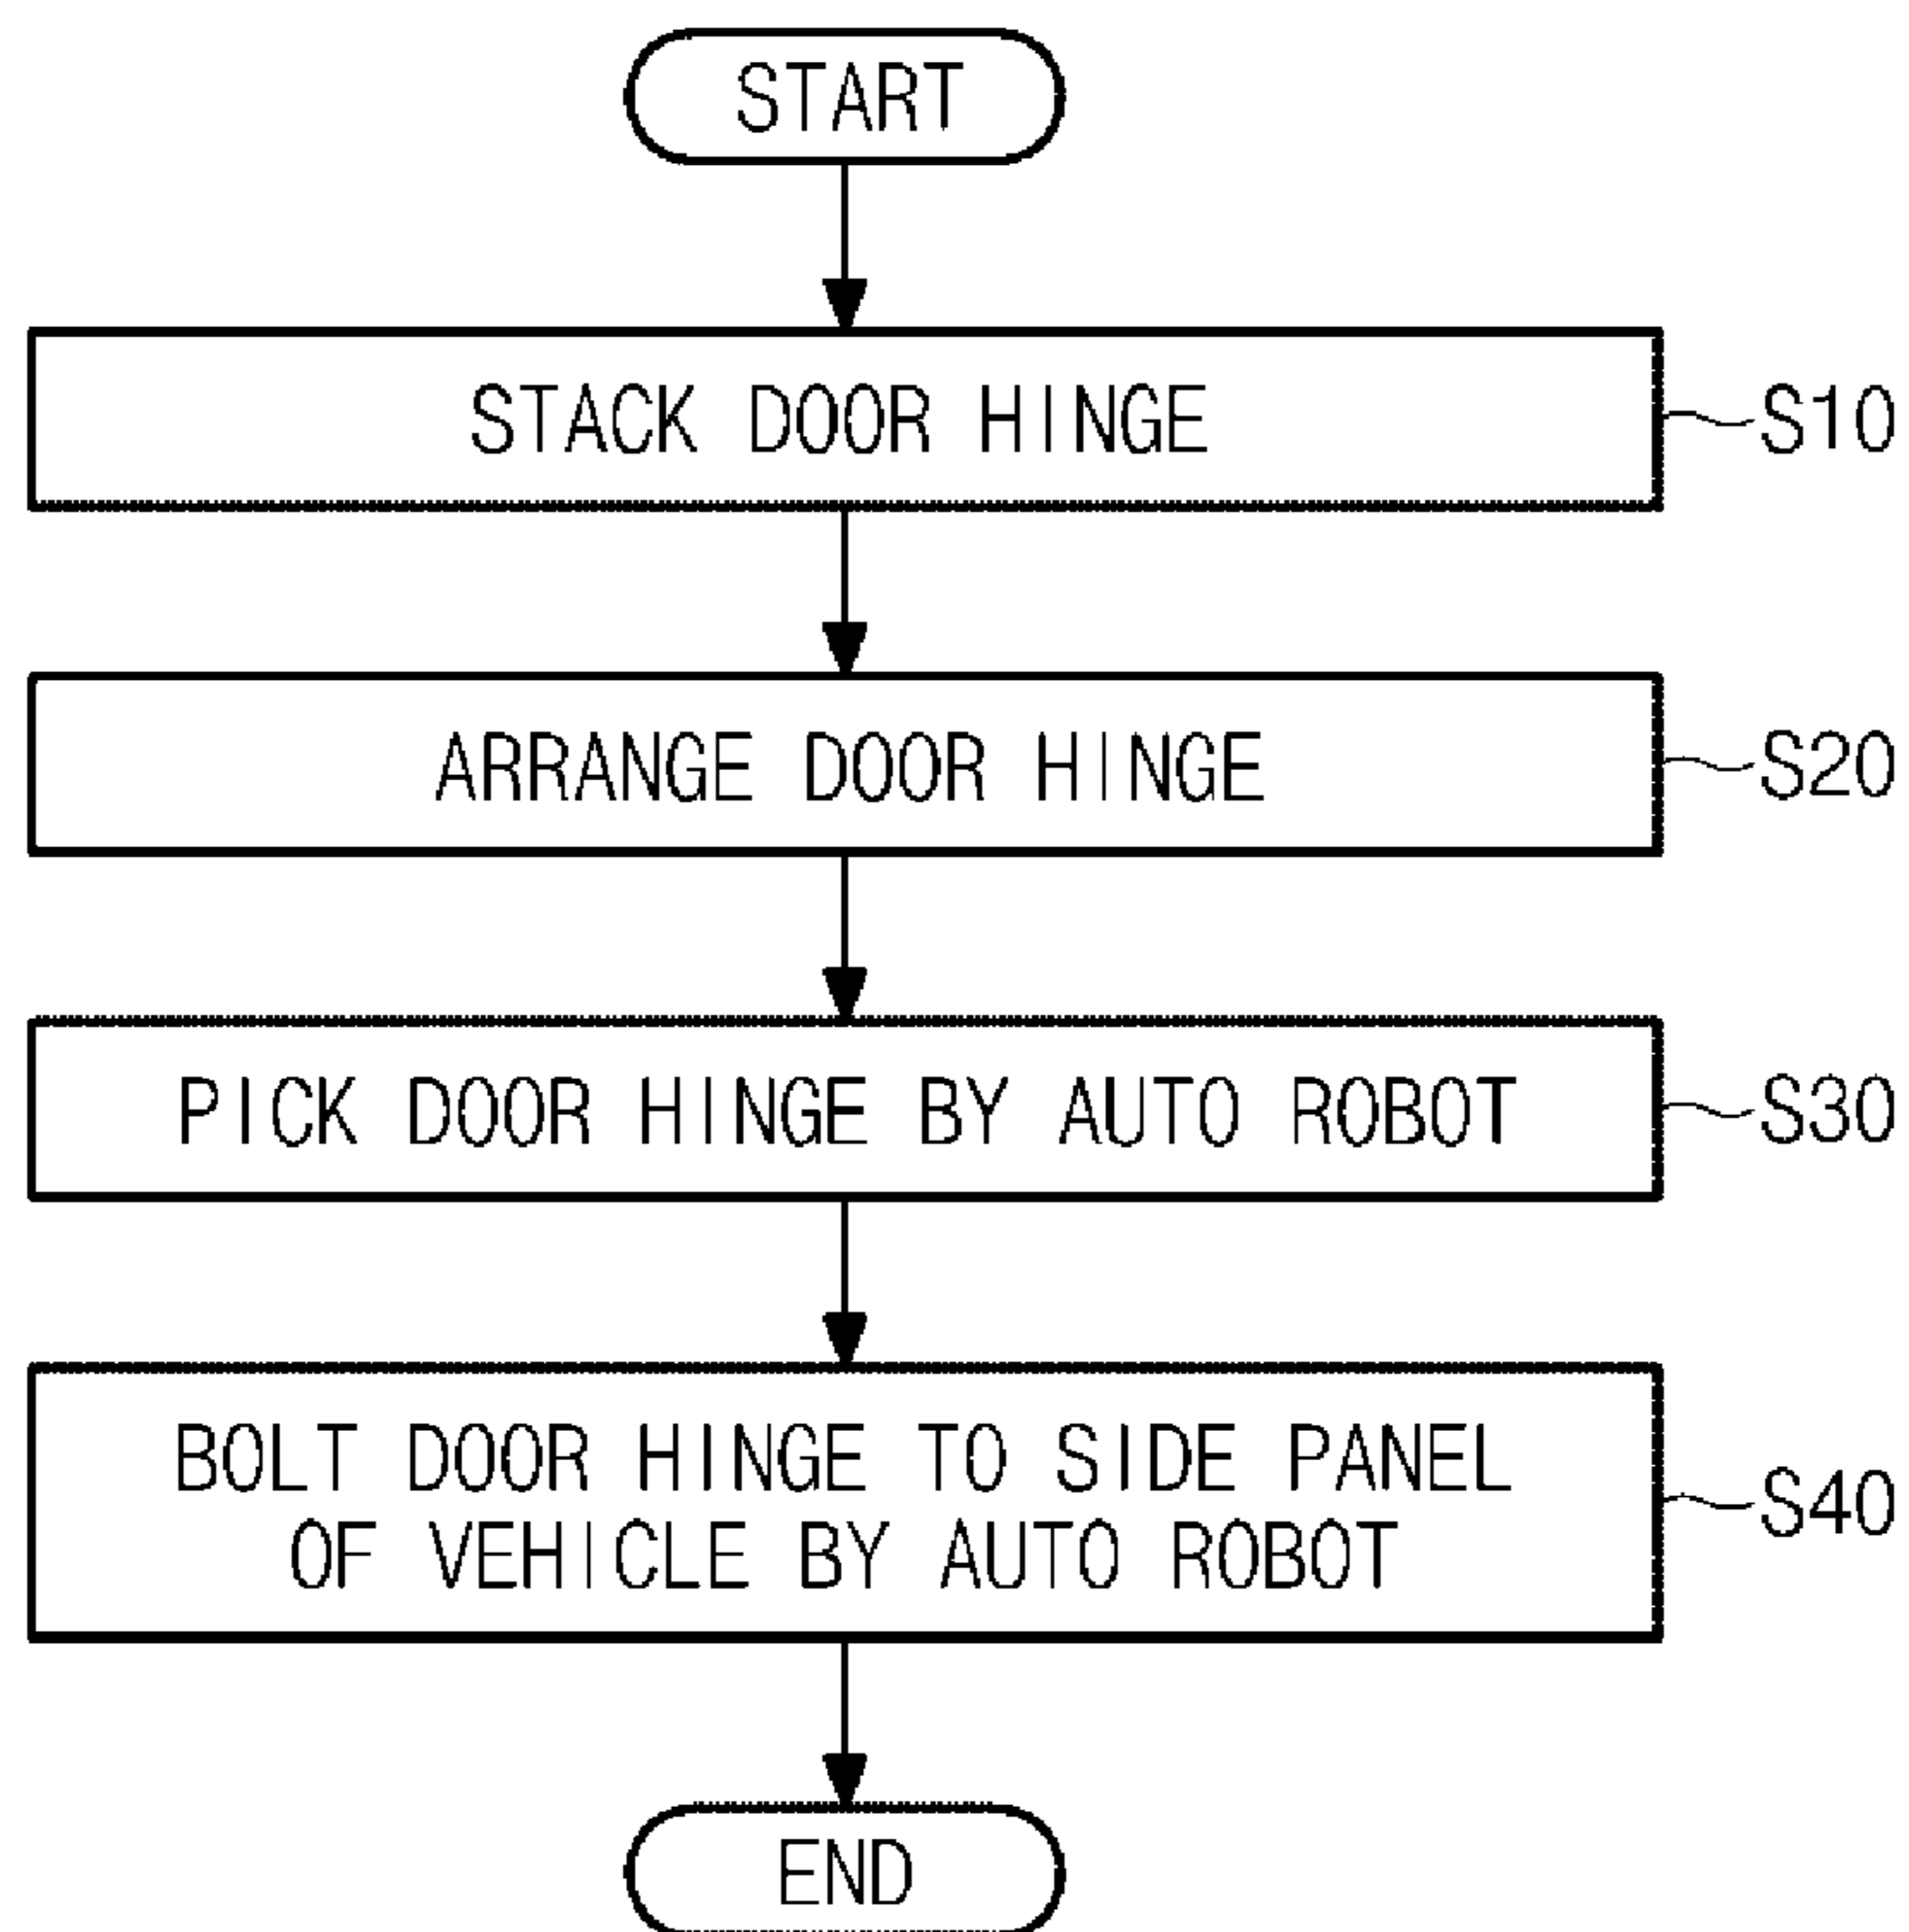 START
STACK DOOR HINGE
S10
ARRANGE DOOR HINGE
S20
PICK DOOR HINGE BY AUTO ROBOT
S30
BOLT DOOR HINGE TO SIDE PANEL
OF VEHICLE BY AUTO ROBOT
S40
END